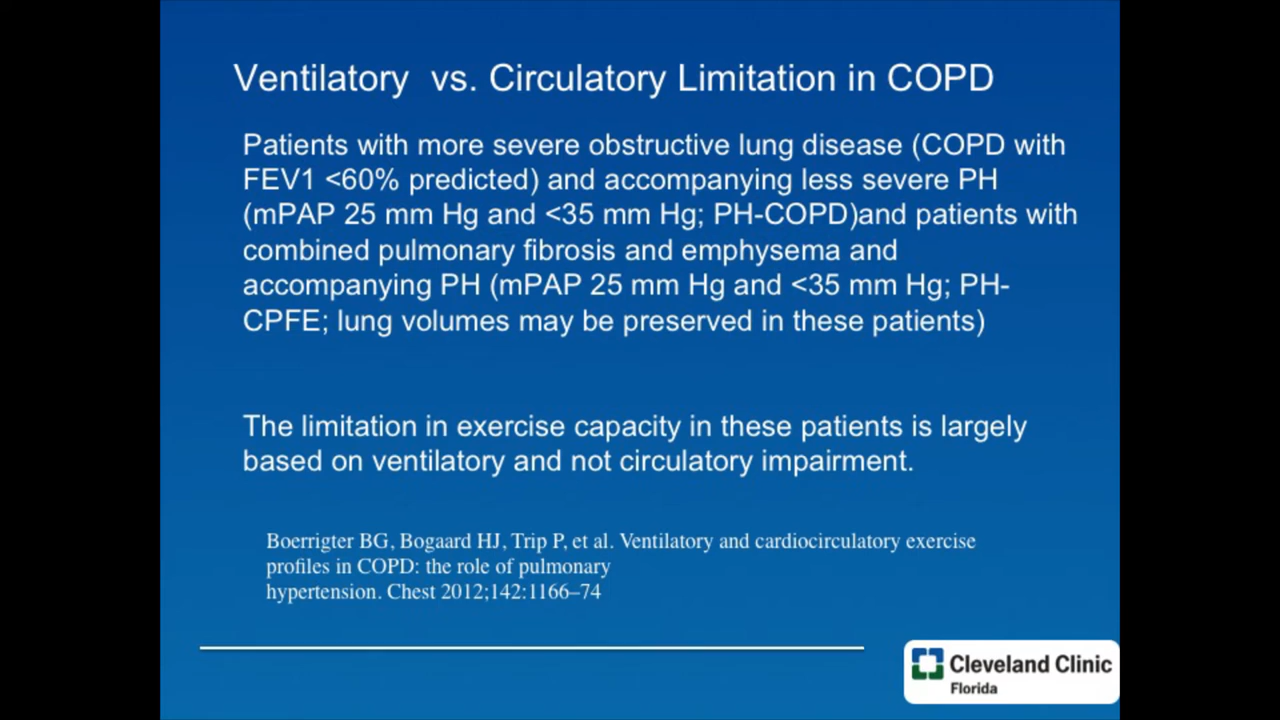 Ventilatory  vs. Circulatory Limitation in COPD
Patients with more severe obstructive lung disease (COPD with
FEV1 <60% predicted) and accompanying less severe PH
(mPAP 25 mm Hg and <35 mm Hg; PH-COPD)and patients with
combined pulmonary fibrosis and emphysema and
accompanying PH (mPAP 25 mm Hg and <35 mm Hg; PH-
CPFE; lung volumes may be preserved in these patients)
The limitation in exercise capacity in these patients is largely
based on ventilatory and not circulatory impairment.
Boerrigter BG, Bogaard HJ, Trip P, et al. Ventilatory and cardiocirculatory exercise
profiles in COPD: the role of pulmonary
hypertension. Chest 2012;142:1166–74
Cleveland Clinic
Florida